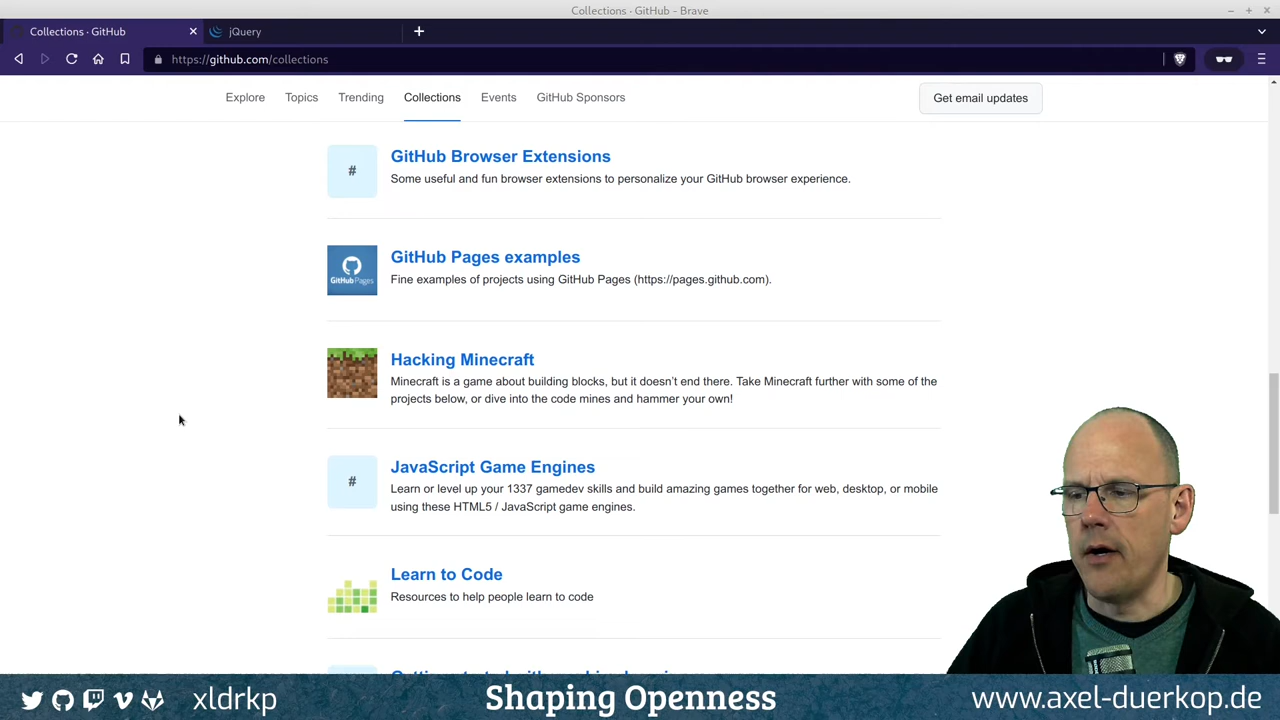 Collections · GitHub - Brave
Collections · GitHub
jQuery
https://github.com/collections
Explore Topics Trending Collections Events GitHub Sponsors
Get email updates
# GitHub Browser Extensions
Some useful and fun browser extensions to personalize your GitHub browser experience.
GitHub Pages
GitHub Pages examples
Fine examples of projects using GitHub Pages (https://pages.github.com).
Hacking Minecraft
Minecraft is a game about building blocks, but it doesn’t end there. Take Minecraft further with some of the
projects below, or dive into the code mines and hammer your own!
# JavaScript Game Engines
Learn or level up your 1337 gamedev skills and build amazing games together for web, desktop, or mobile
using these HTML5 / JavaScript game engines.
Learn to Code
Resources to help people learn to code
xldrkp
Shaping Openness
www.axel-duerkop.de